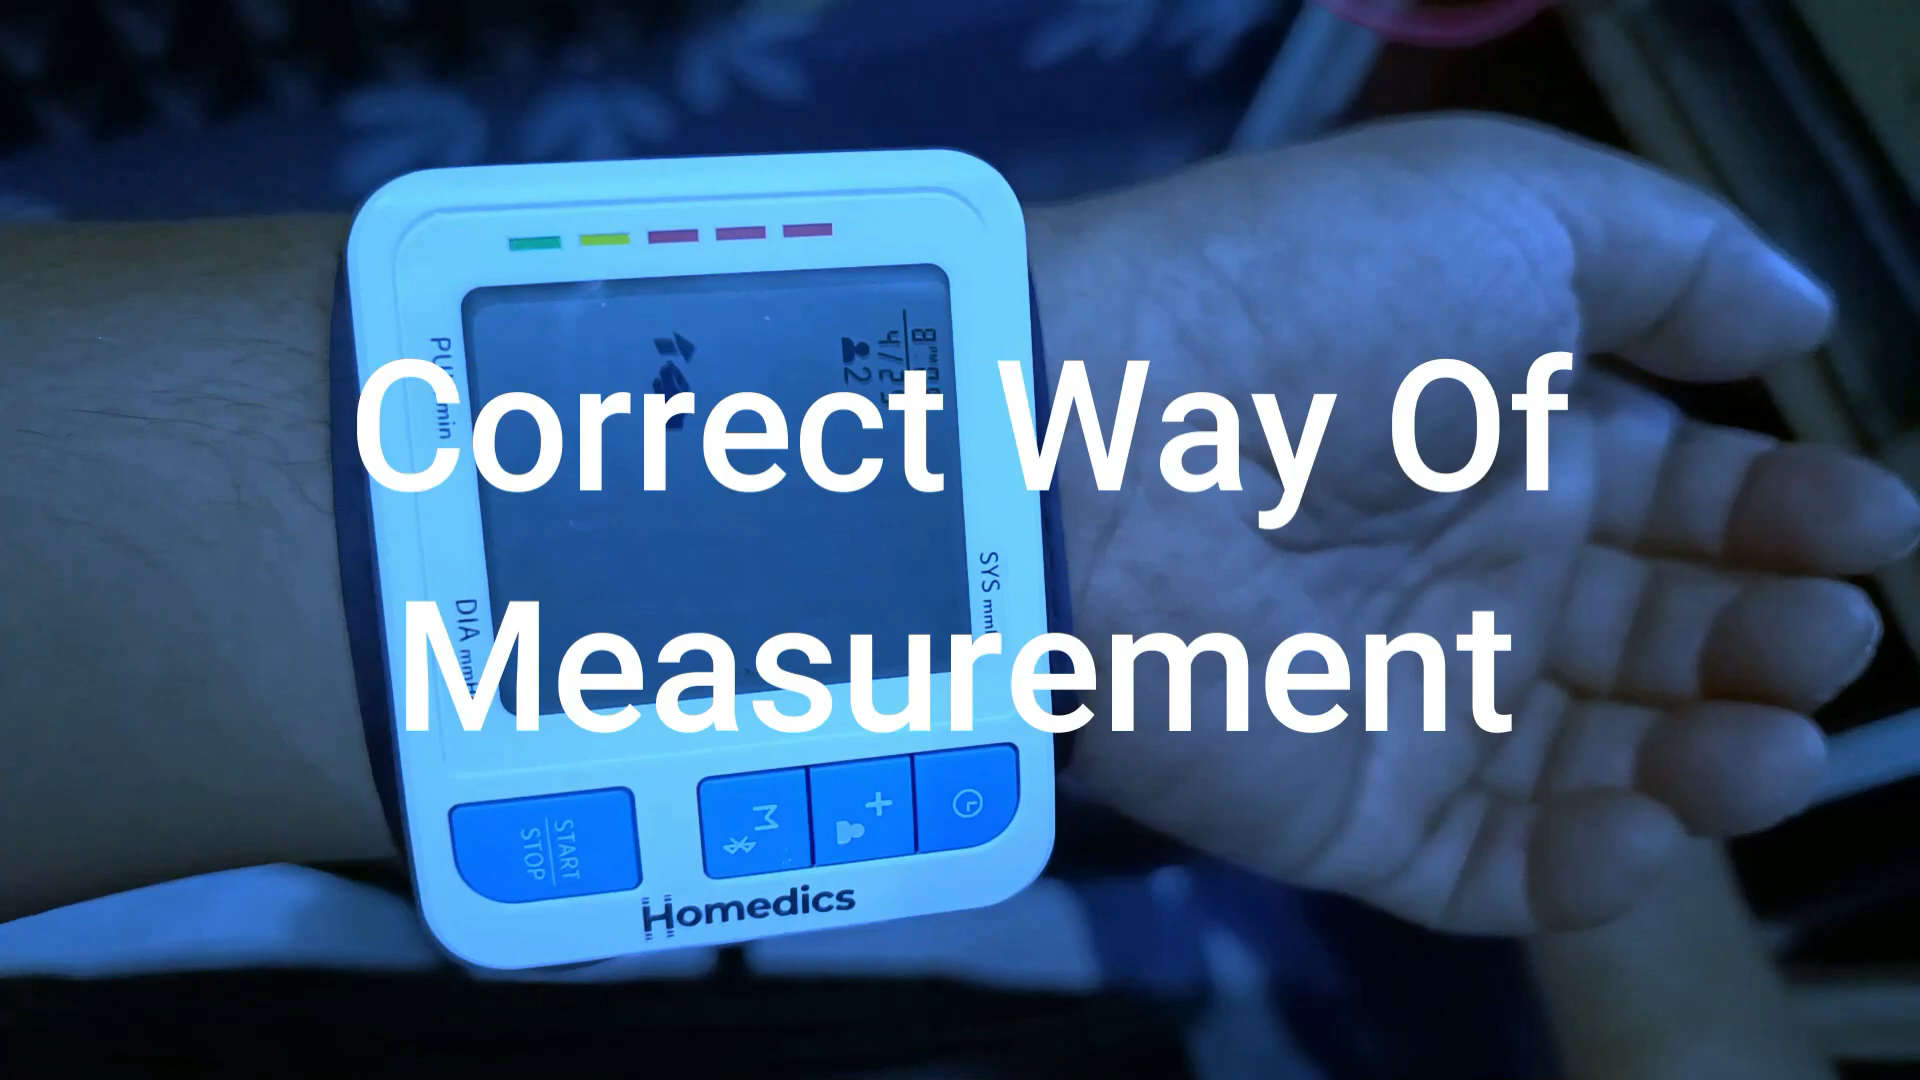 Correct Way Of
Measurement
SYS
DIA
START
STOP
M
Homedics